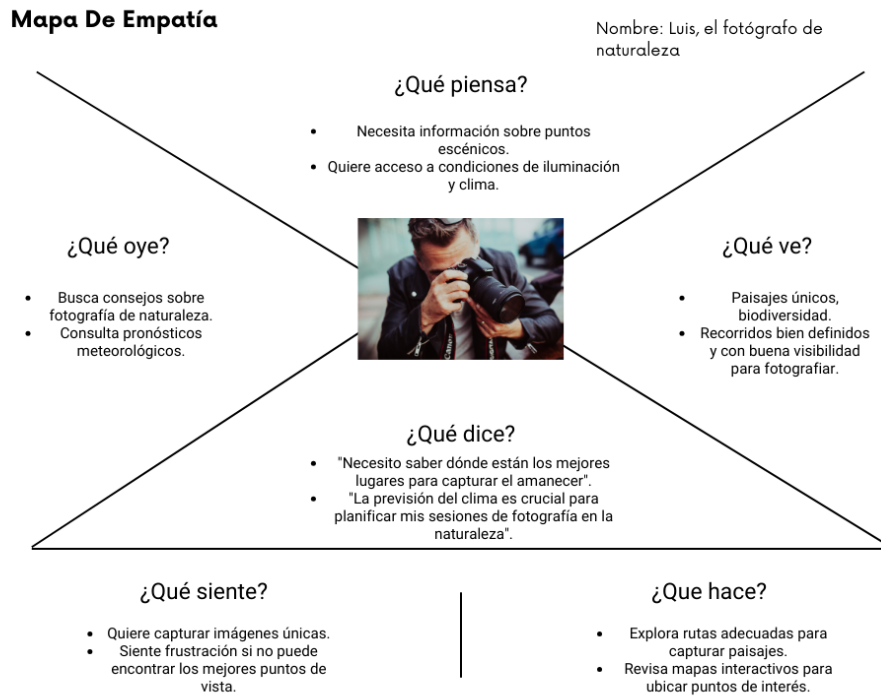 Mapa De Empatía
Nombre: Luis, el fotógrafo de
naturaleza
¿Qué piensa?
• Necesita información sobre puntos
escénicos.
• Quiere acceso a condiciones de iluminación
y clima.
¿Qué oye?
• Busca consejos sobre
fotografía de naturaleza.
• Consulta pronósticos
meteorológicos.
¿Qué ve?
• Paisajes únicos,
biodiversidad.
• Recorridos bien definidos
y con buena visibilidad
para fotografiar.
Canon
¿Qué dice?
• "Necesito saber dónde están los mejores
lugares para capturar el amanecer".
• "La previsión del clima es crucial para
planificar mis sesiones de fotografía en la
naturaleza".
¿Qué siente?
• Quiere capturar imágenes únicas.
• Siente frustración si no puede
encontrar los mejores puntos de
vista.
¿Que hace?
• Explora rutas adecuadas para
capturar paisajes.
• Revisa mapas interactivos para
ubicar puntos de interés.